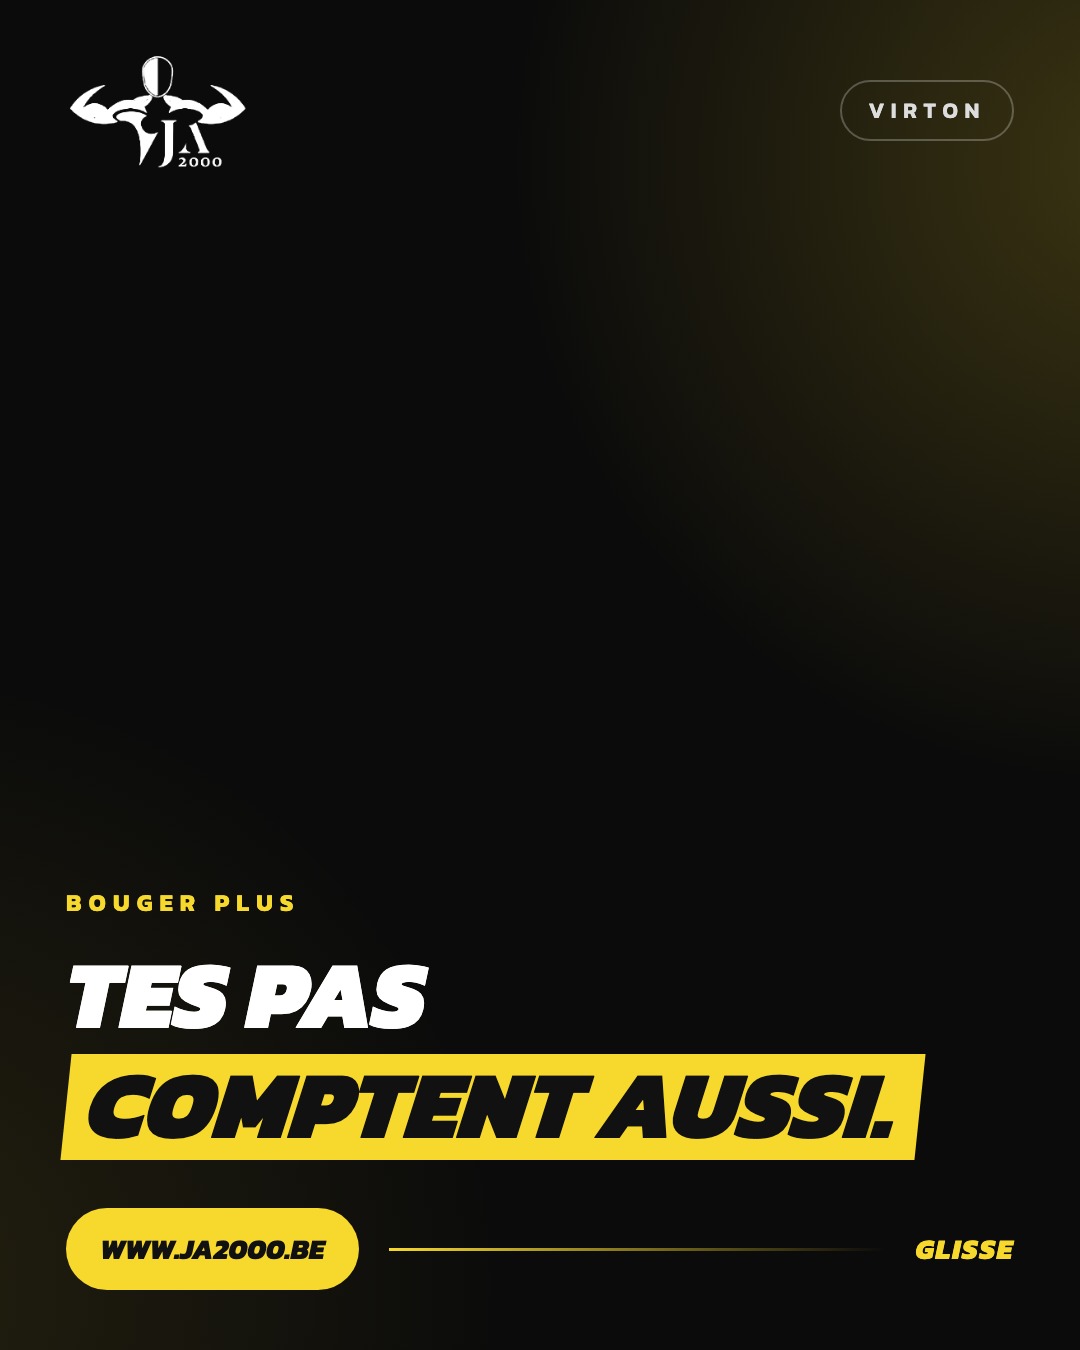 JA
2000
VIRTON
BOUGER PLUS
TES PAS
COMPTENT AUSSI.
WWW.JA2000.BE
GLISSE